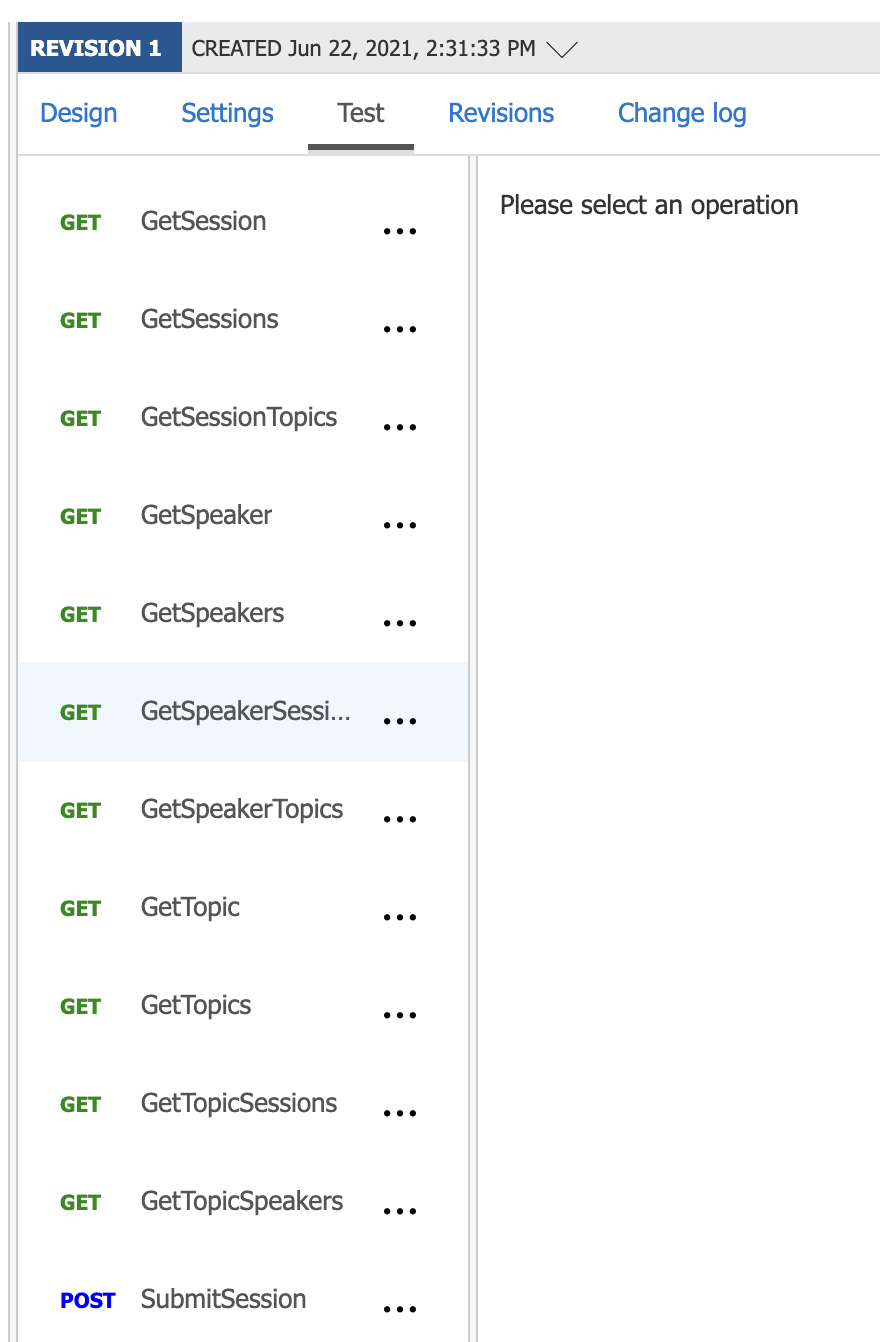 REVISION 1 CREATED Jun 22, 2021, 2:31:33 PM
Design Settings Test Revisions Change log
Please select an operation
GET GetSession ...
GET GetSessions ...
GET GetSessionTopics ...
GET GetSpeaker ...
GET GetSpeakers ...
GET GetSpeakerSessi... ...
GET GetSpeakerTopics ...
GET GetTopic ...
GET GetTopics ...
GET GetTopicSessions ...
GET GetTopicSpeakers ...
POST SubmitSession ...